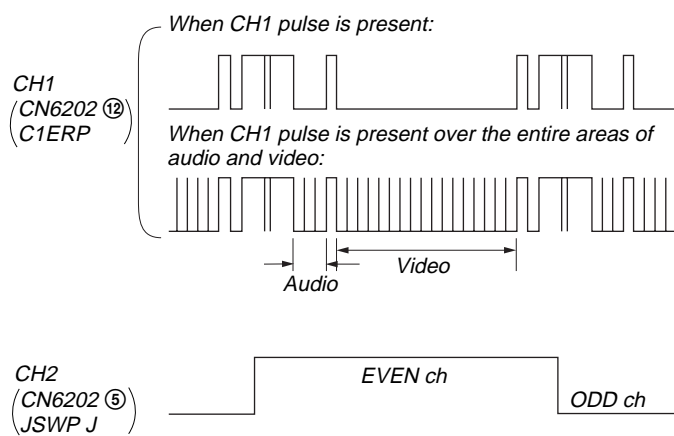 When CH1 pulse is present:
CH1
(CN6202 ⑫
C1ERP)
When CH1 pulse is present over the entire areas of
audio and video:
Audio
Video
CH2
(CN6202 ⑤
JSWP J)
EVEN ch
ODD ch